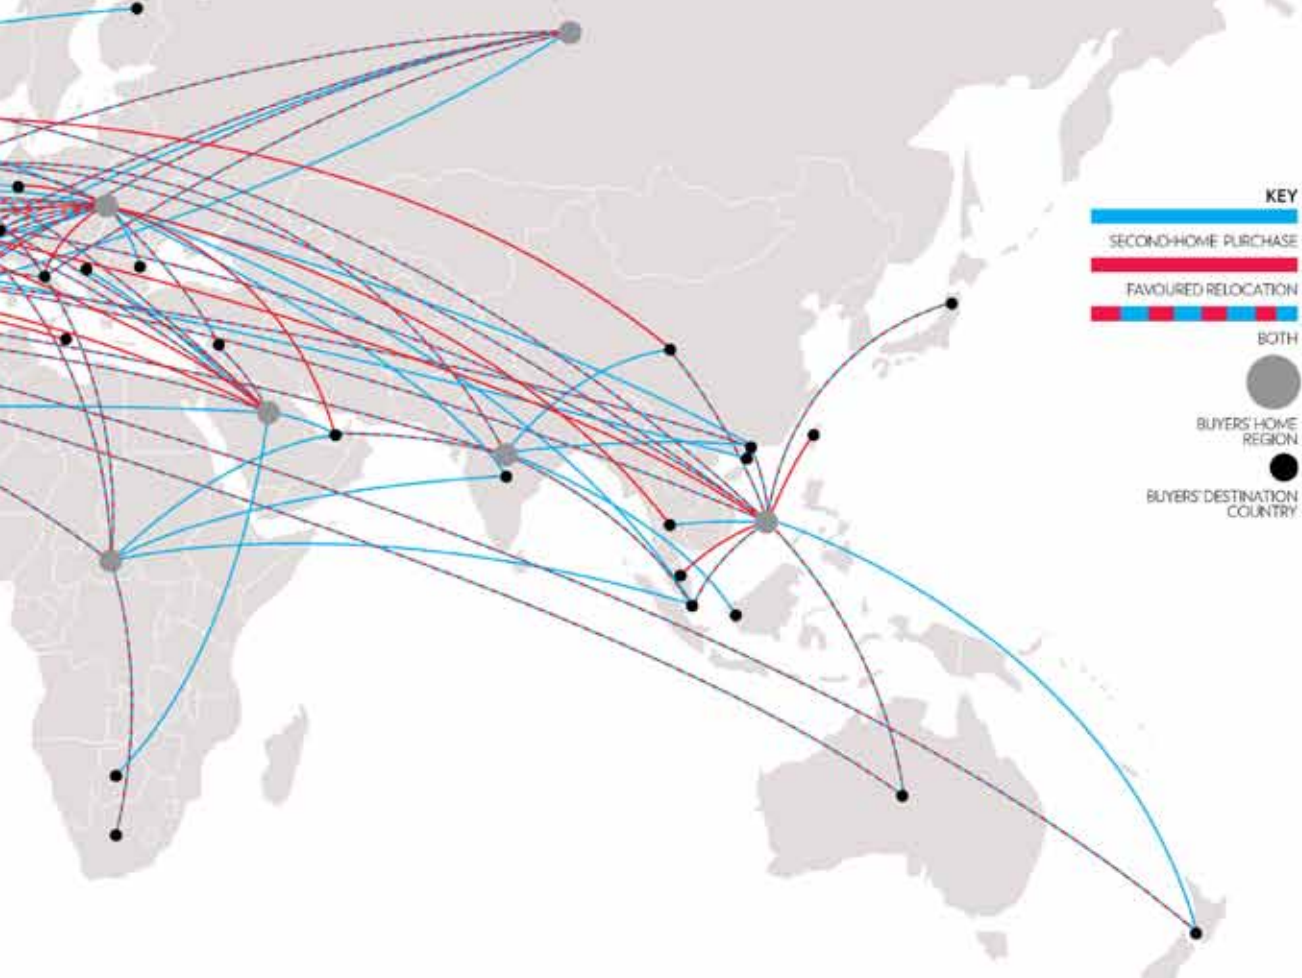 KEY
SECOND-HOME PURCHASE
FAVOURED RELOCATION
BOTH
BUYERS' HOME
REGION
BUYERS' DESTINATION
COUNTRY